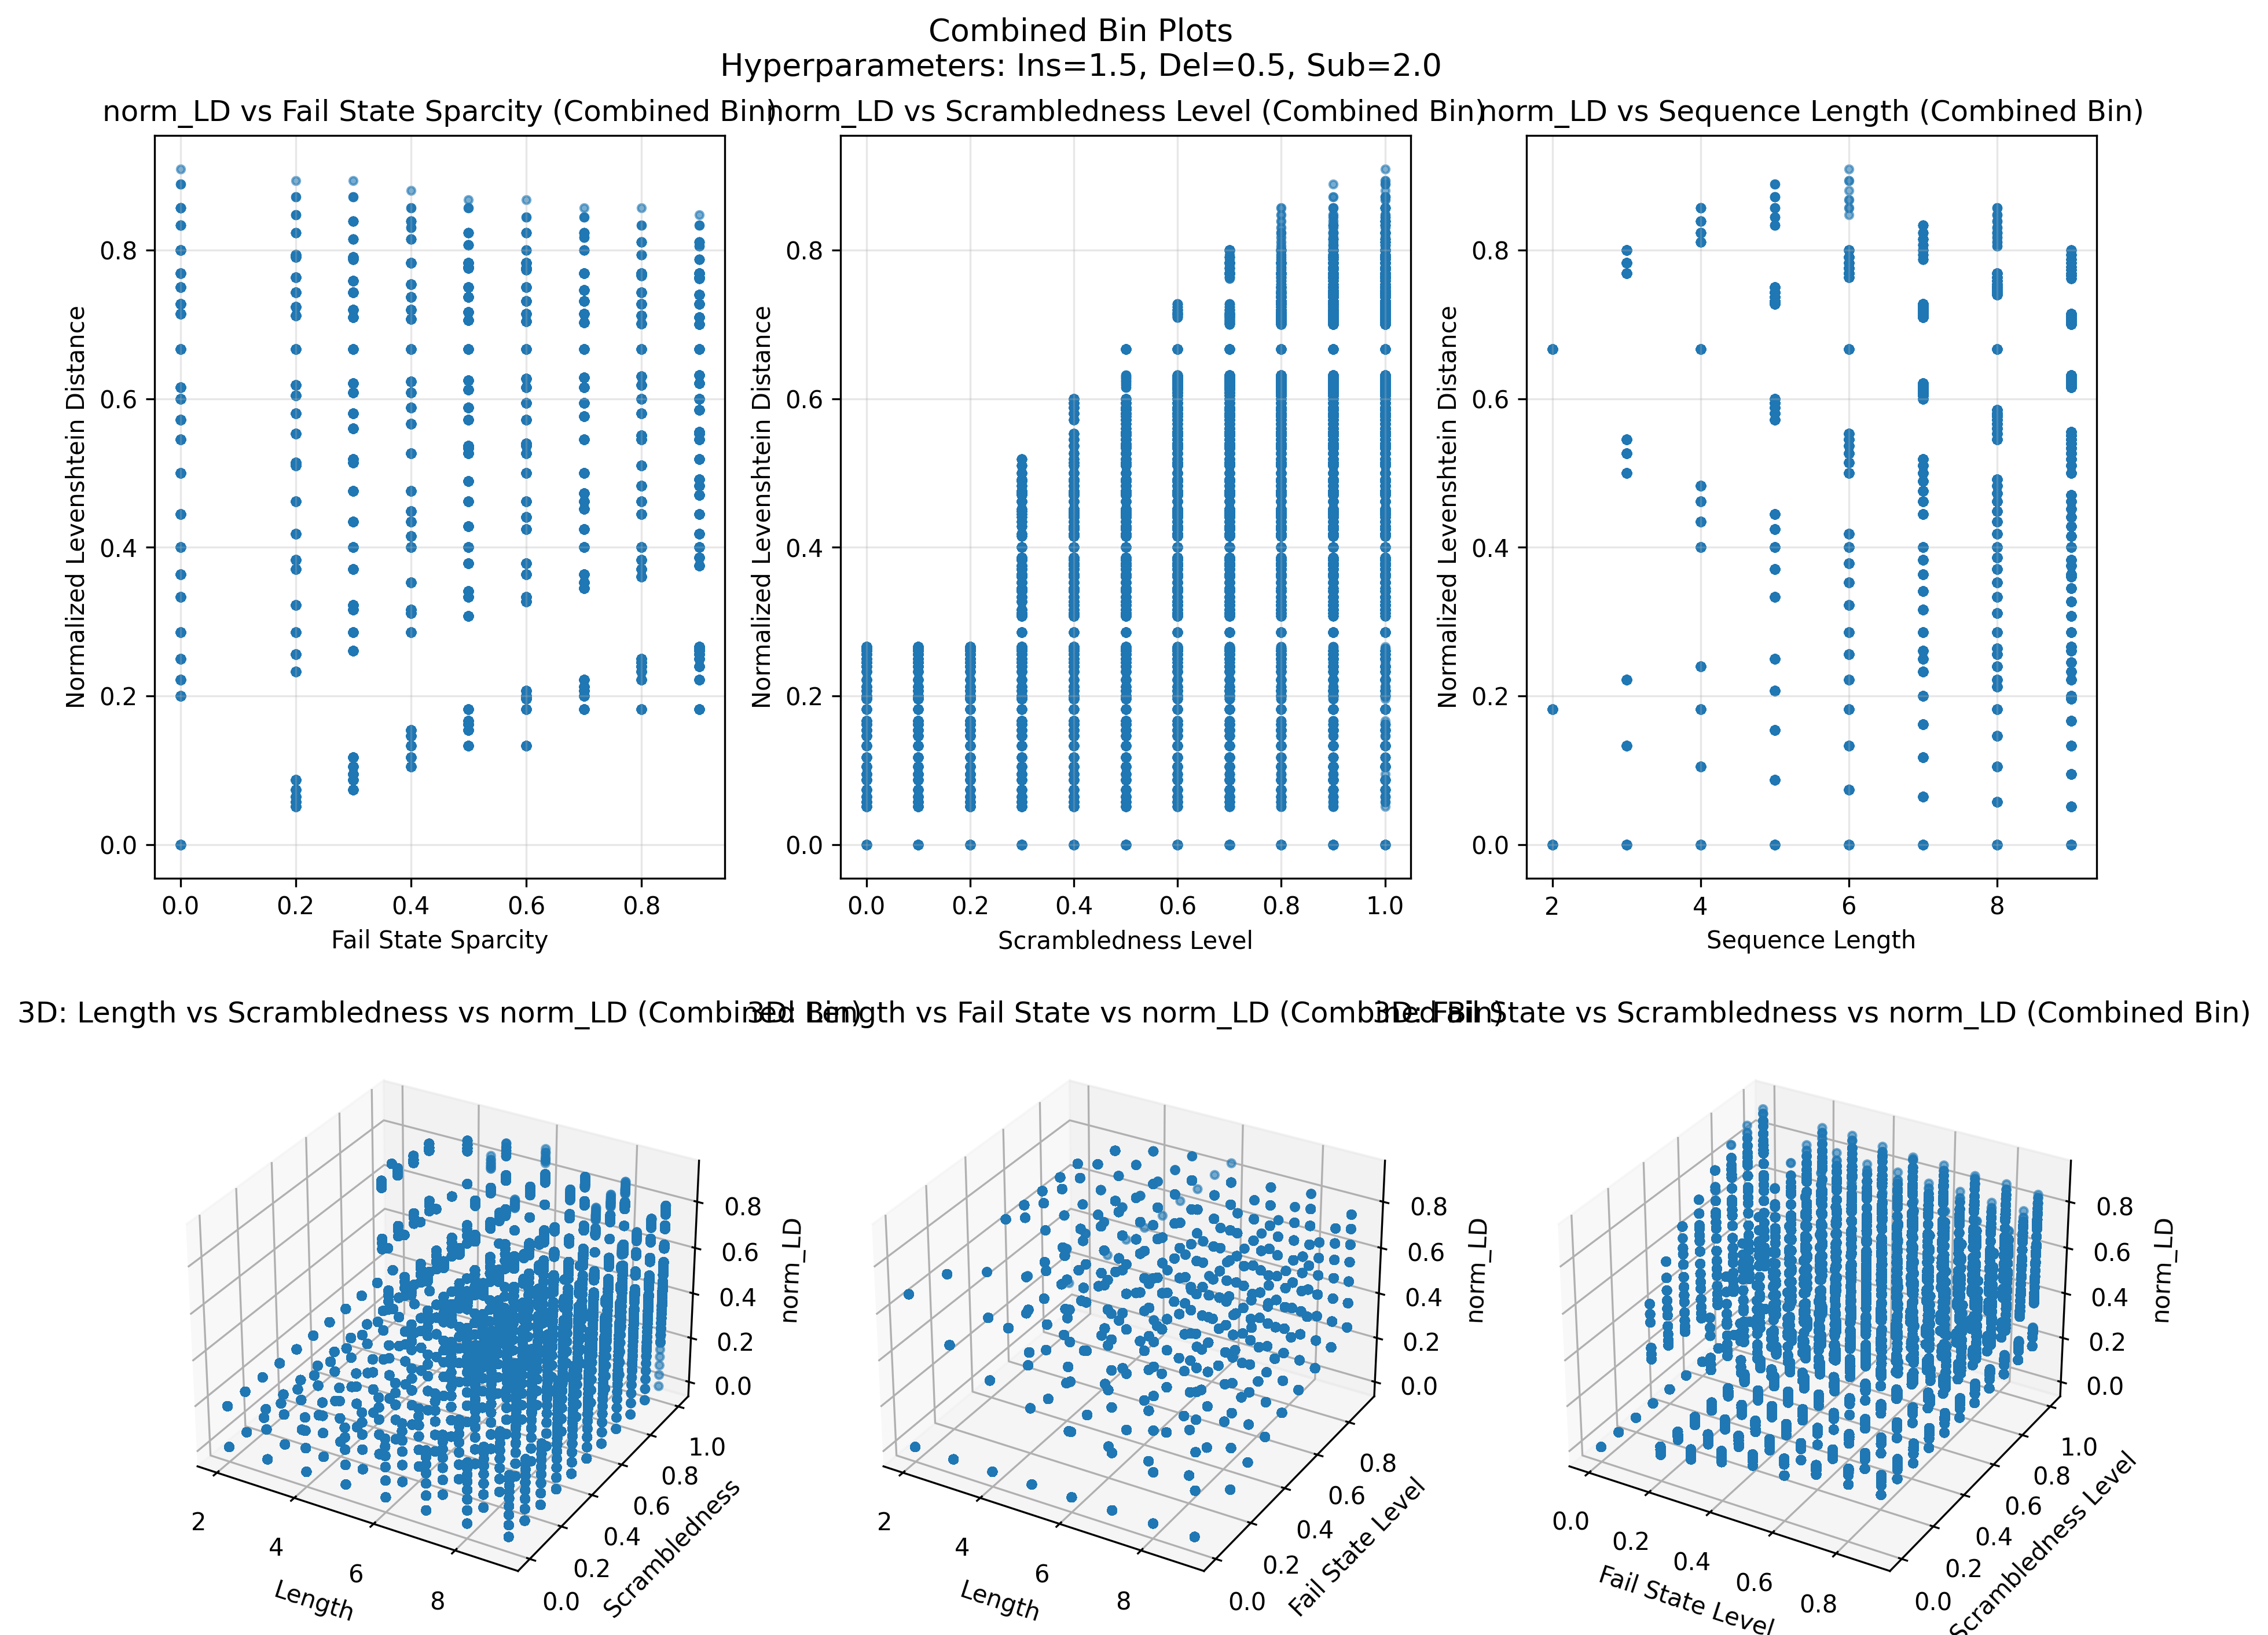 Combined Bin Plots
Hyperparameters: Ins=1.5, Del=0.5, Sub=2.0
norm_LD vs Fail State Sparcity (Combined Bin)
norm_LD vs Scrambledness Level (Combined Bin)
norm_LD vs Sequence Length (Combined Bin)
Normalized Levenshtein Distance
0.8
0.6
0.4
0.2
0.0
0.0 0.2 0.4 0.6 0.8
Fail State Sparcity
Normalized Levenshtein Distance
0.8
0.6
0.4
0.2
0.0
0.0 0.2 0.4 0.6 0.8 1.0
Scrambledness Level
Normalized Levenshtein Distance
0.8
0.6
0.4
0.2
0.0
2 4 6 8
Sequence Length
3D: Length vs Scrambledness vs norm_LD (Combined Bin)
3D: Length vs Fail State vs norm_LD (Combined Bin)
3D: Fail State vs Scrambledness vs norm_LD (Combined Bin)
0.8
0.6
0.4
0.2
0.0
norm_LD
1.0
0.8
0.6
0.4
0.2
0.0
Scrambledness
2
4
6
8
Length
0.8
0.6
0.4
0.2
0.0
norm_LD
0.8
0.6
0.4
0.2
0.0
Fail State Level
2
4
6
8
Length
0.8
0.6
0.4
0.2
0.0
norm_LD
1.0
0.8
0.6
0.4
0.2
0.0
Scrambledness Level
0.0
0.2
0.4
0.6
0.8
Fail State Level